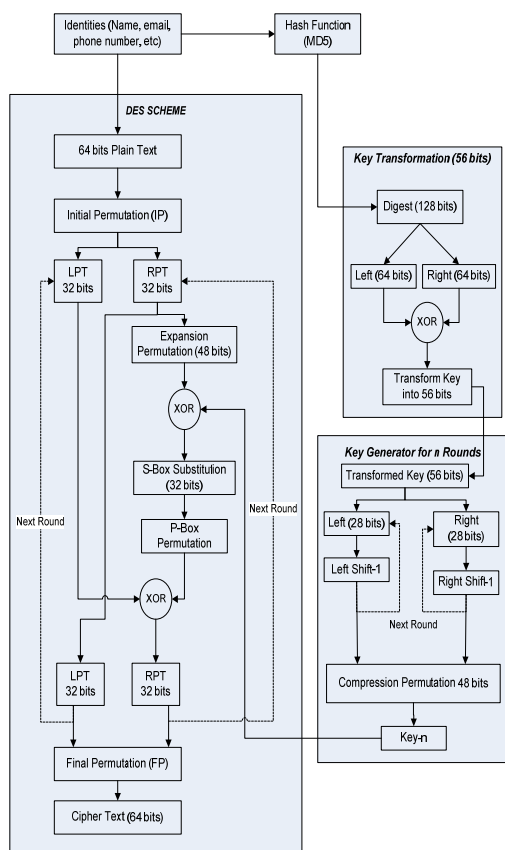 Identities (Name, email,
phone number, etc)
Hash Function
(MD5)
DES SCHEME
64 bits Plain Text
Initial Permutation (IP)
LPT
32 bits
RPT
32 bits
Expansion
Permutation (48 bits)
XOR
S-Box Substitution
(32 bits)
P-Box
Permutation
Next Round
Next Round
XOR
LPT
32 bits
RPT
32 bits
Final Permutation (FP)
Cipher Text (64 bits)
Key Transformation (56 bits)
Digest (128 bits)
Left (64 bits)
Right (64 bits)
XOR
Transform Key
into 56 bits
Key Generator for n Rounds
Transformed Key (56 bits)
Left (28 bits)
Right
(28 bits)
Left Shift-1
Right Shift-1
Next Round
Compression Permutation 48 bits
Key-n